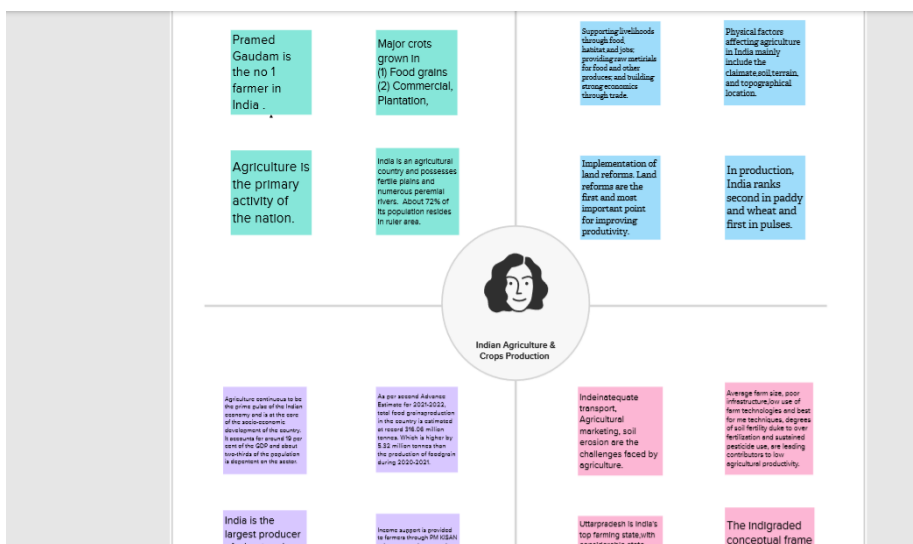 Pramed
Gaudam is
the no 1
farmer in
India .
Major crots
grown in
(1) Food grains
(2) Commercial,
Plantation,
Supporting livelihoods
through food,
habitat and jobs;
providing raw metirials
for food and other
produces; and building
strong economics
through trade.
Physical factors
affecting agriculture
in India mainly
include the
claimate,soil,terrain,
and topographical
location.
Agriculture is
the primary
activity of
the nation.
India is an agricultural
country and possesses
fertile plains and
numerous peremial
rivers. About 72% of
its population resides
in ruler area.
Implementation of
land reforms. Land
reforms are the
first and most
important point
for improving
produtivity.
In production,
India ranks
second in paddy
and wheat and
first in pulses.
Indian Agriculture &
Crops Production
Agriculture continuous to be
the prime pulse of the Indian
economy and is at the core
of the socio-economic
development of the country.
It accounts for around 19 per
cent of the GDP and about
two-thirds of the population
is dependent on the sector.
As per second Advance
Estimate for 2021-2022,
total food grainsproduction
in the country is estimated
at record 316.06 million
tonnes. Which is higher by
5.32 million tonnes than
the production of foodgrain
during 2020-2021.
Indeinatequate
transport,
Agricultural
marketing, soil
erosion are the
challenges faced by
agriculture.
Average farm size, poor
infrastructure,low use of
farm technologies and best
for me techniques, degrees
of soil fertility duke to over
fertilization and sustained
pesticide use, are leading
contributors to low
agricultural productivity.
India is the
largest producer
Income support is provided
to farmers through PM KISAN
Uttarpradesh is India's
top farming state,with
The indigraded
conceptual frame